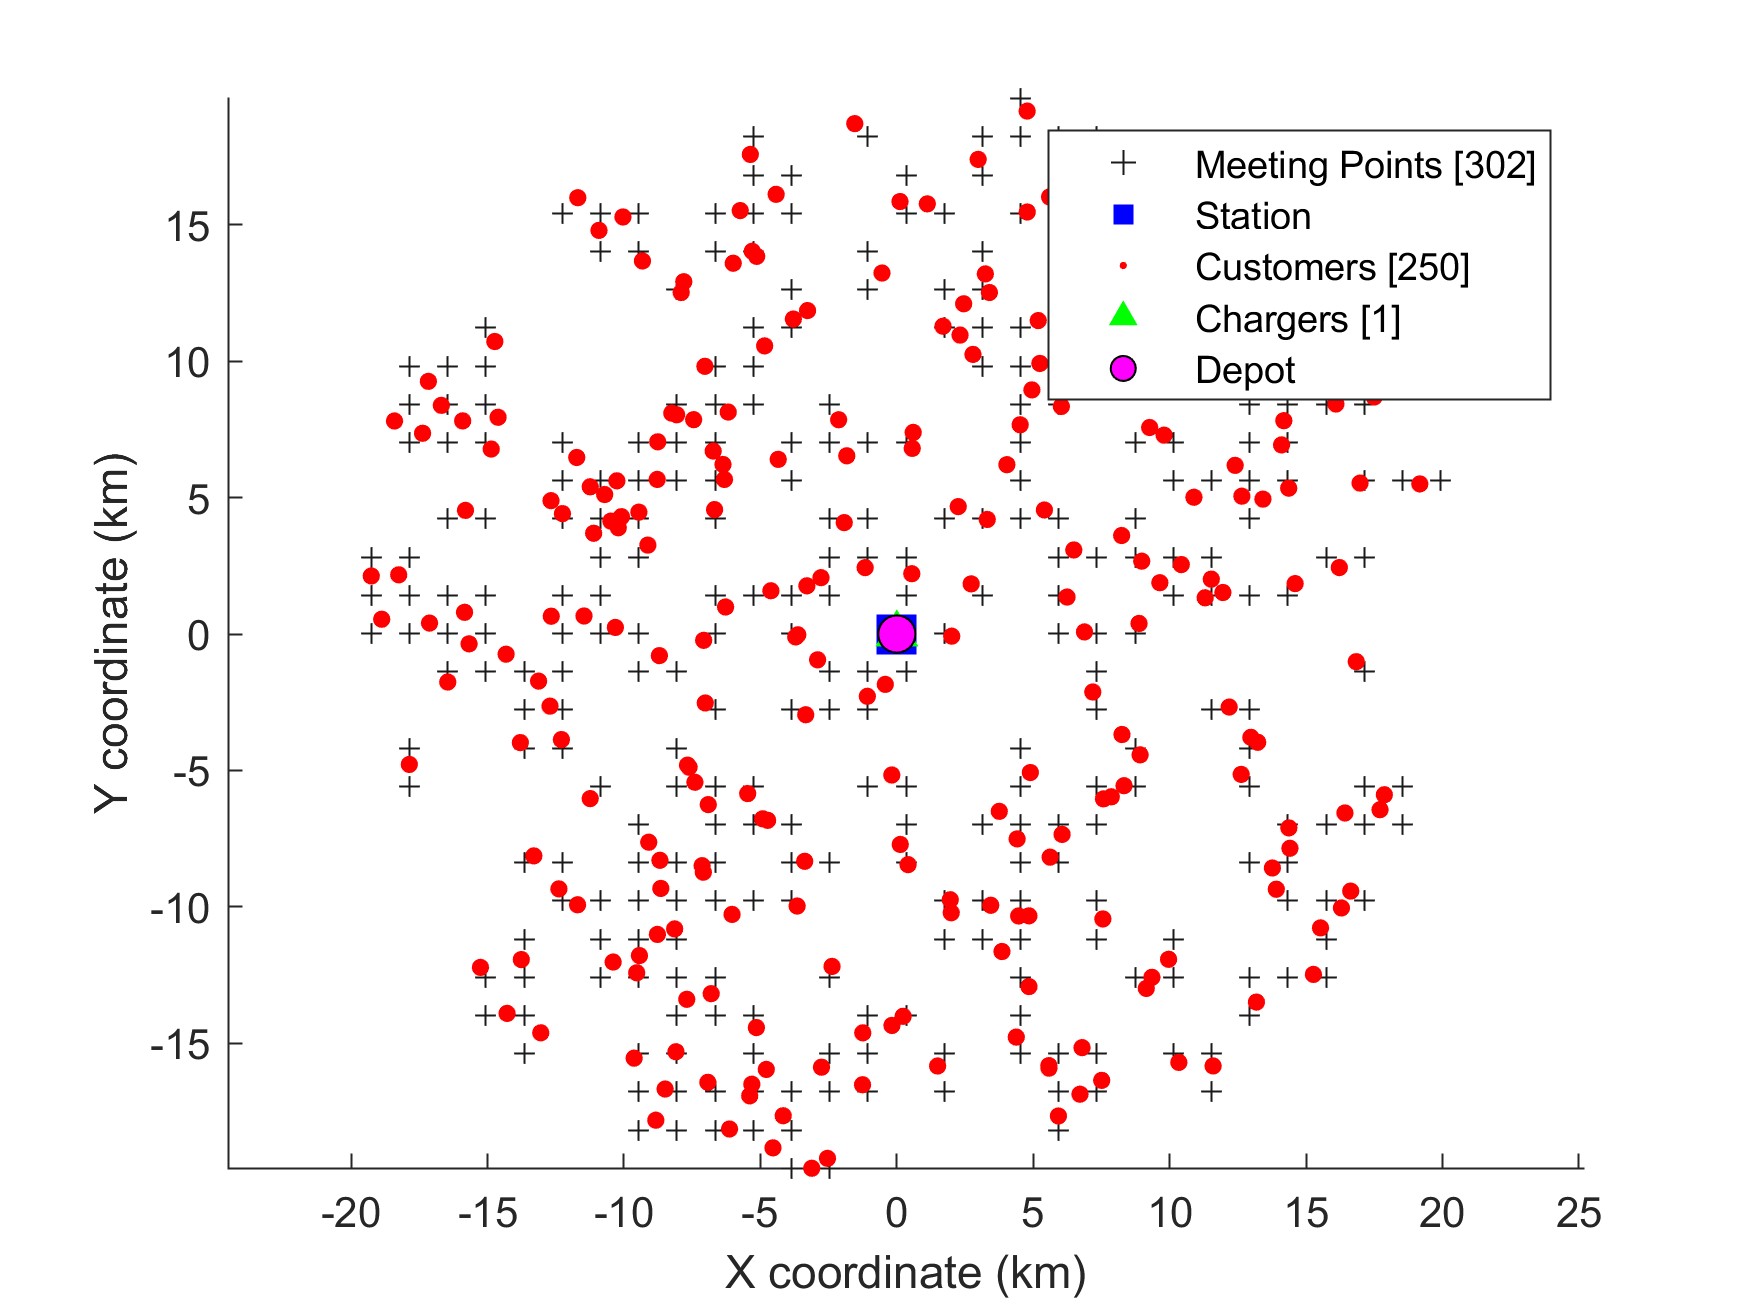 Meeting Points [302]
Station
Customers [250]
Chargers [1]
Depot
15
10
5
0
-5
-10
-15
Y coordinate (km)
-20 -15 -10 -5 0 5 10 15 20 25
X coordinate (km)